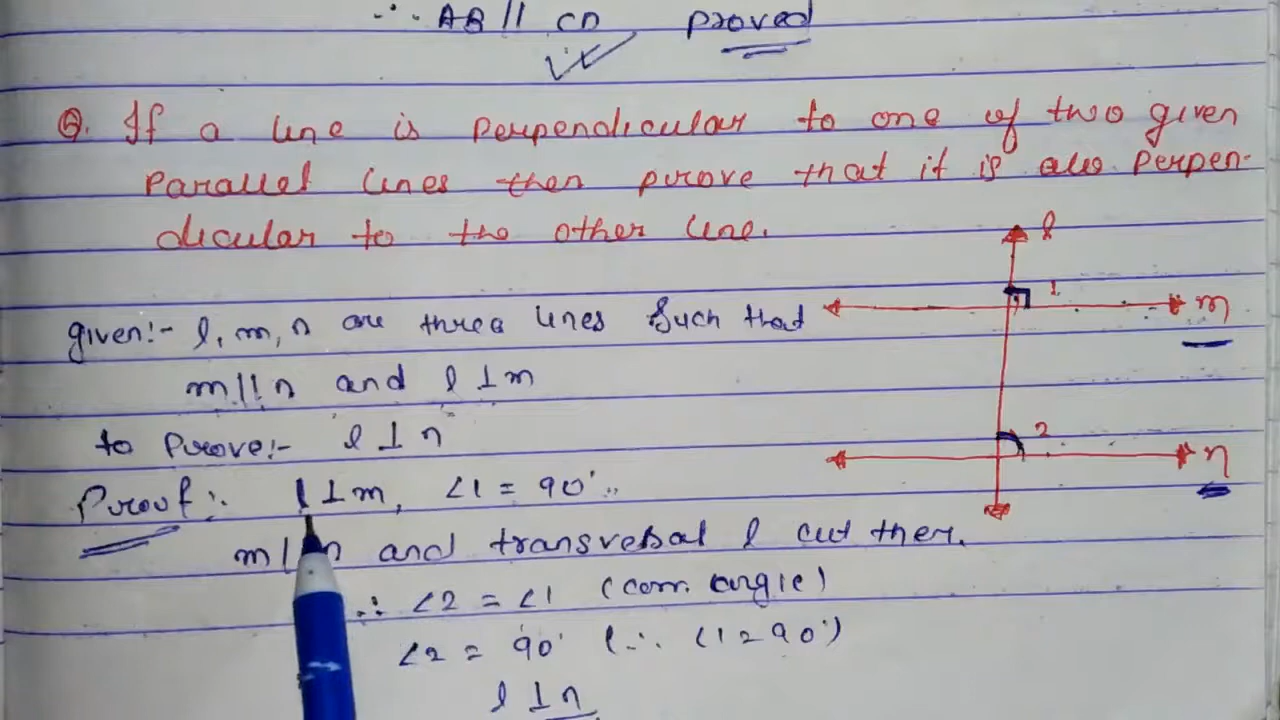 ∴ AB // CD proved
Q. If a line is perpendicular to one of two given
parallel lines then prove that it is also perpen-
dicular to the other line.
l
1
m
given:- l, m, n are three lines such that
m//n and l ⊥ m
to prove:- l ⊥ n
2
n
Proof:- l ⊥ m, ∠1 = 90°
m//n and transvesal l cut them.
∴ ∠2 = ∠1 (corr. angle)
∠2 = 90° (∴ ∠1 = 90°)
l ⊥ n